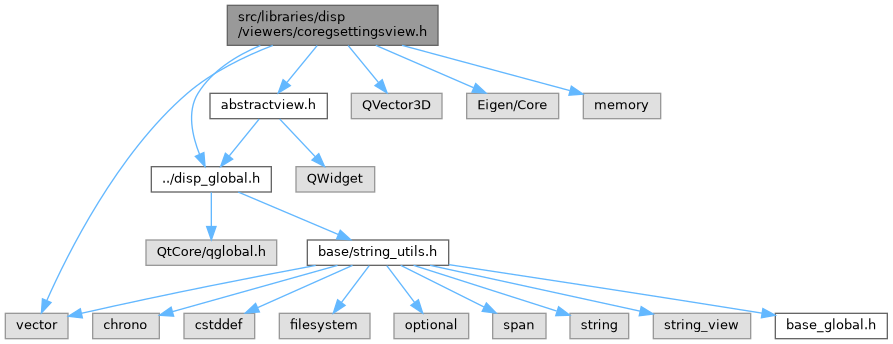 src/libraries/disp
/viewers/coregsettingsview.h
abstractview.h
QVector3D
Eigen/Core
memory
../disp_global.h
QWidget
QtCore/qglobal.h
base/string_utils.h
vector
chrono
cstddef
filesystem
optional
span
string
string_view
base_global.h